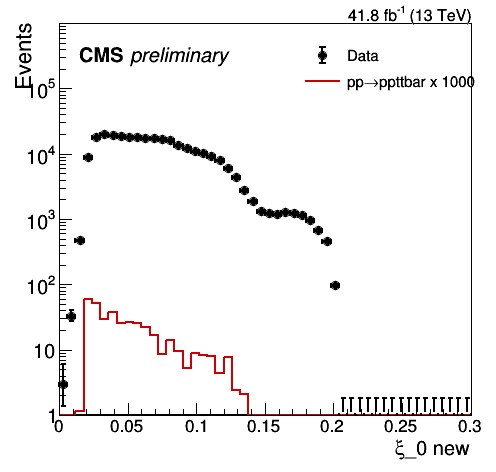 41.8 fb⁻¹ (13 TeV)
Events
CMS preliminary
Data
pp→ppttbar x 1000
10⁵
10⁴
10³
10²
10
1
0 0.05 0.1 0.15 0.2 0.25 0.3
ξ_0 new